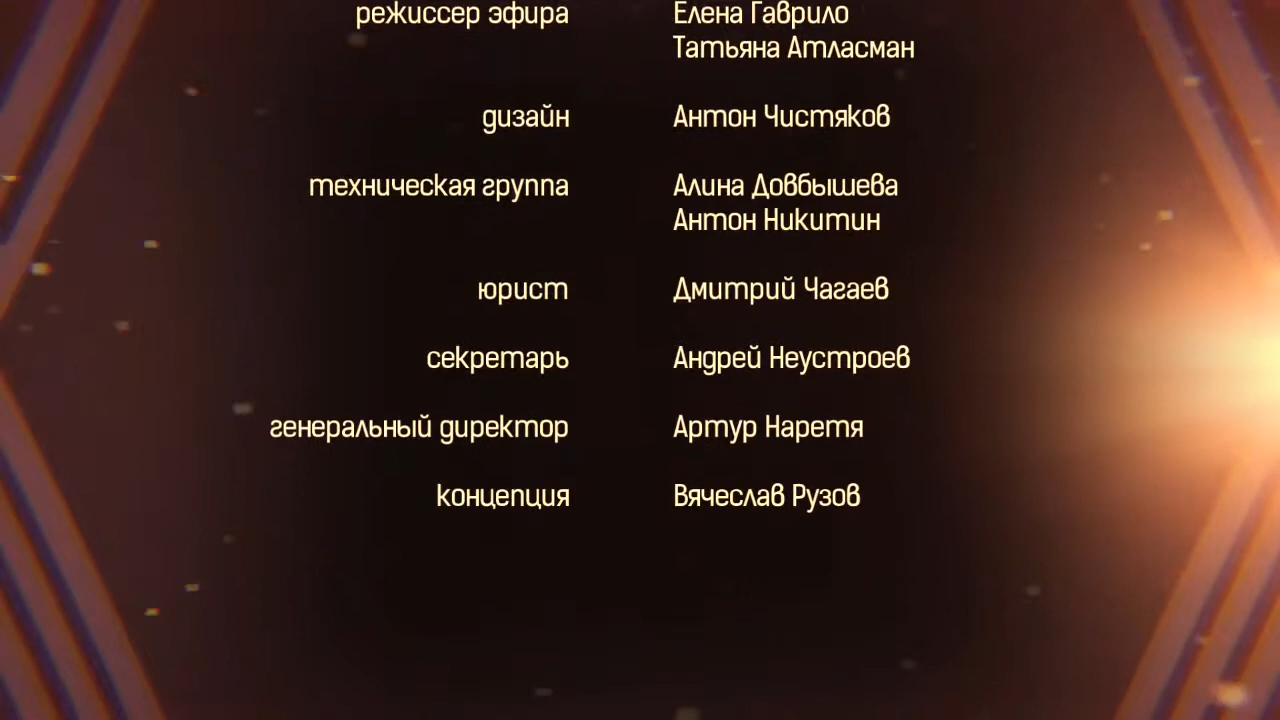 режиссер эфира Елена Гаврило
Татьяна Атласман
дизайн Антон Чистяков
техническая группа Алина Довбышева
Антон Никитин
юрист Дмитрий Чагаев
секретарь Андрей Неустроев
генеральный директор Артур Наретя
концепция Вячеслав Рузов